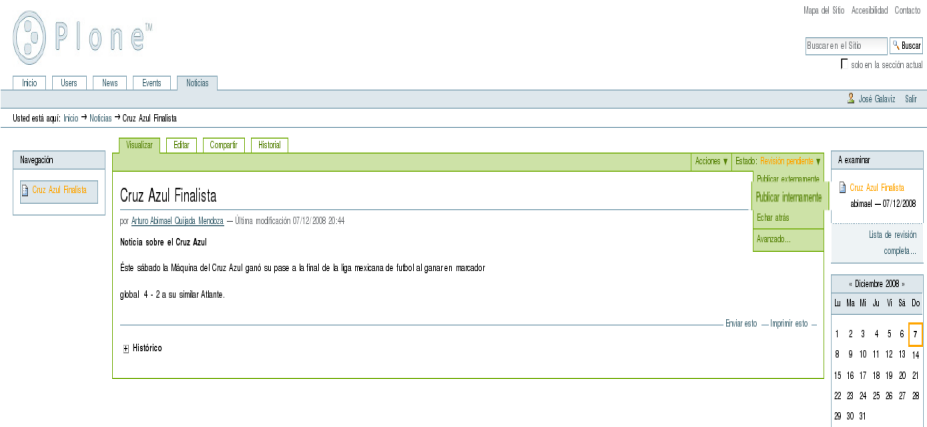 Mapa del Sitio Accesibilidad Contacto
Plone™
Buscar en el Sitio Buscar
solo en la sección actual
Inicio Users News Events Noticias
José Galaviz Salir
Usted está aquí: Inicio → Noticias → Cruz Azul Finalista
Visualizar Editar Compartir Historial
Navegación
Cruz Azul Finalista
Acciones ▼ Estado: Revisión pendiente ▼
Publicar externamente
Publicar internamente
Echar atrás
Avanzado...
Cruz Azul Finalista
por Arturo Abimael Quijada Mendoza — Última modificación 07/12/2008 20:44
Noticia sobre el Cruz Azul
Éste sábado la Máquina del Cruz Azul ganó su pase a la final de la liga mexicana de futbol al ganar en marcador
global 4 - 2 a su similar Atlante.
Enviar esto — Imprimir esto —
Histórico
A examinar
Cruz Azul Finalista
abimael — 07/12/2008
Lista de revisión
completa...
« Diciembre 2008 »
Lu Ma Mi Ju Vi Sá Do
1 2 3 4 5 6 7
8 9 10 11 12 13 14
15 16 17 18 19 20 21
22 23 24 25 26 27 28
29 30 31